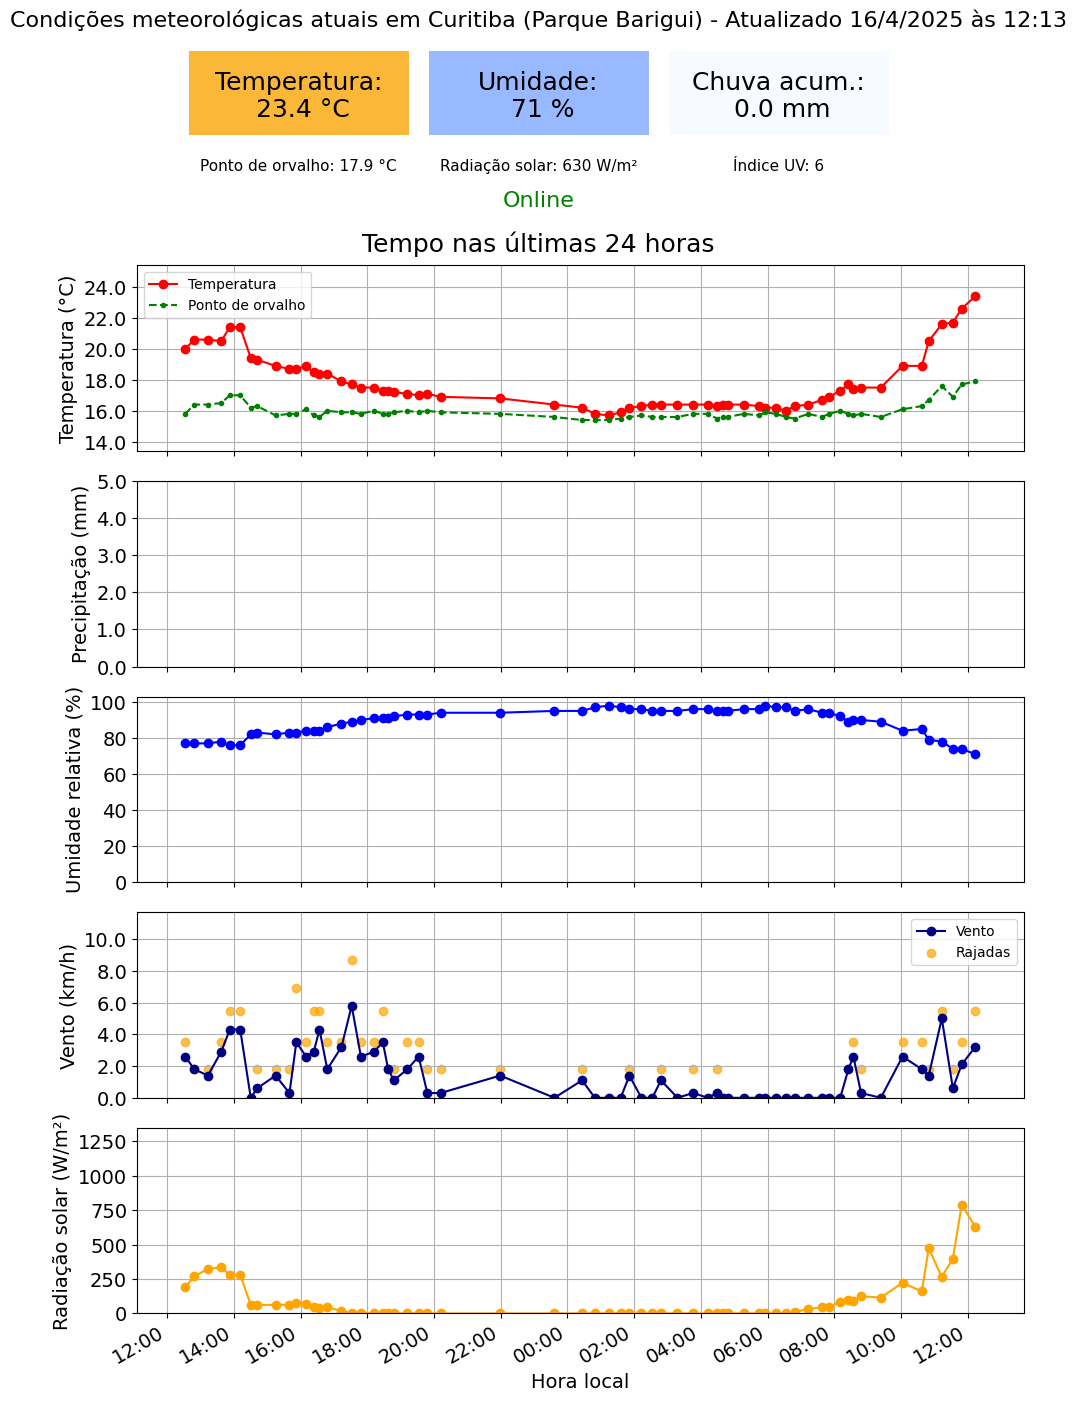 Condições meteorológicas atuais em Curitiba (Parque Barigui) - Atualizado 16/4/2025 às 12:13
Temperatura:
23.4 °C
Umidade:
71 %
Chuva acum.:
0.0 mm
Ponto de orvalho: 17.9 °C
Radiação solar: 630 W/m²
Índice UV: 6
Online
Tempo nas últimas 24 horas
Temperatura (°C)
24.0
22.0
20.0
18.0
16.0
14.0
Temperatura
Ponto de orvalho
Precipitação (mm)
5.0
4.0
3.0
2.0
1.0
0.0
Umidade relativa (%)
100
80
60
40
20
0
Vento (km/h)
10.0
8.0
6.0
4.0
2.0
0.0
Vento
Rajadas
Radiação solar (W/m²)
1250
1000
750
500
250
0
12:00
14:00
16:00
18:00
20:00
22:00
00:00
02:00
04:00
06:00
08:00
10:00
12:00
Hora local